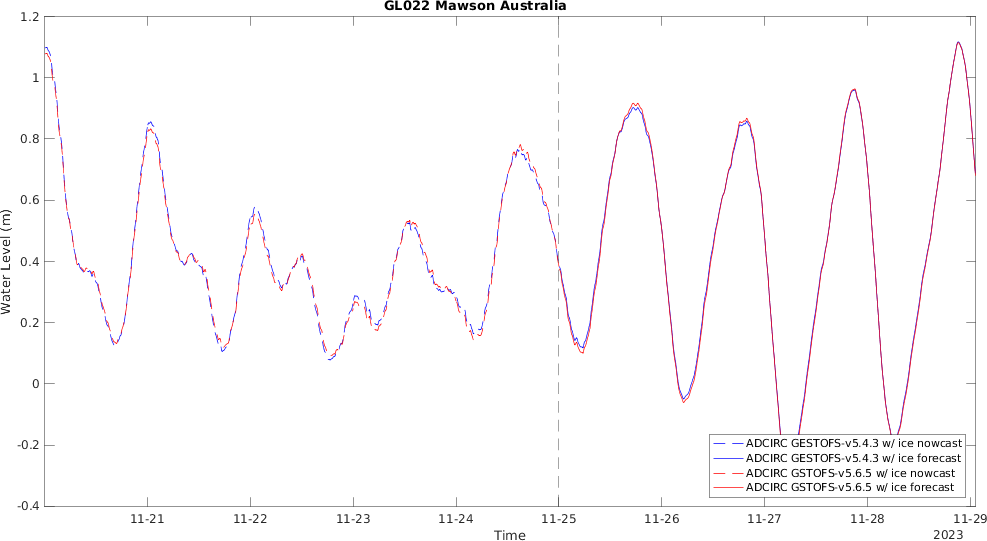 GL022 Mawson Australia
1.2
1
0.8
0.6
0.4
0.2
0
-0.2
-0.4
Water Level (m)
ADCIRC GESTOFS-v5.4.3 w/ ice nowcast
ADCIRC GESTOFS-v5.4.3 w/ ice forecast
ADCIRC GSTOFS-v5.6.5 w/ ice nowcast
ADCIRC GSTOFS-v5.6.5 w/ ice forecast
11-21 11-22 11-23 11-24 11-25 11-26 11-27 11-28 11-29
Time
2023